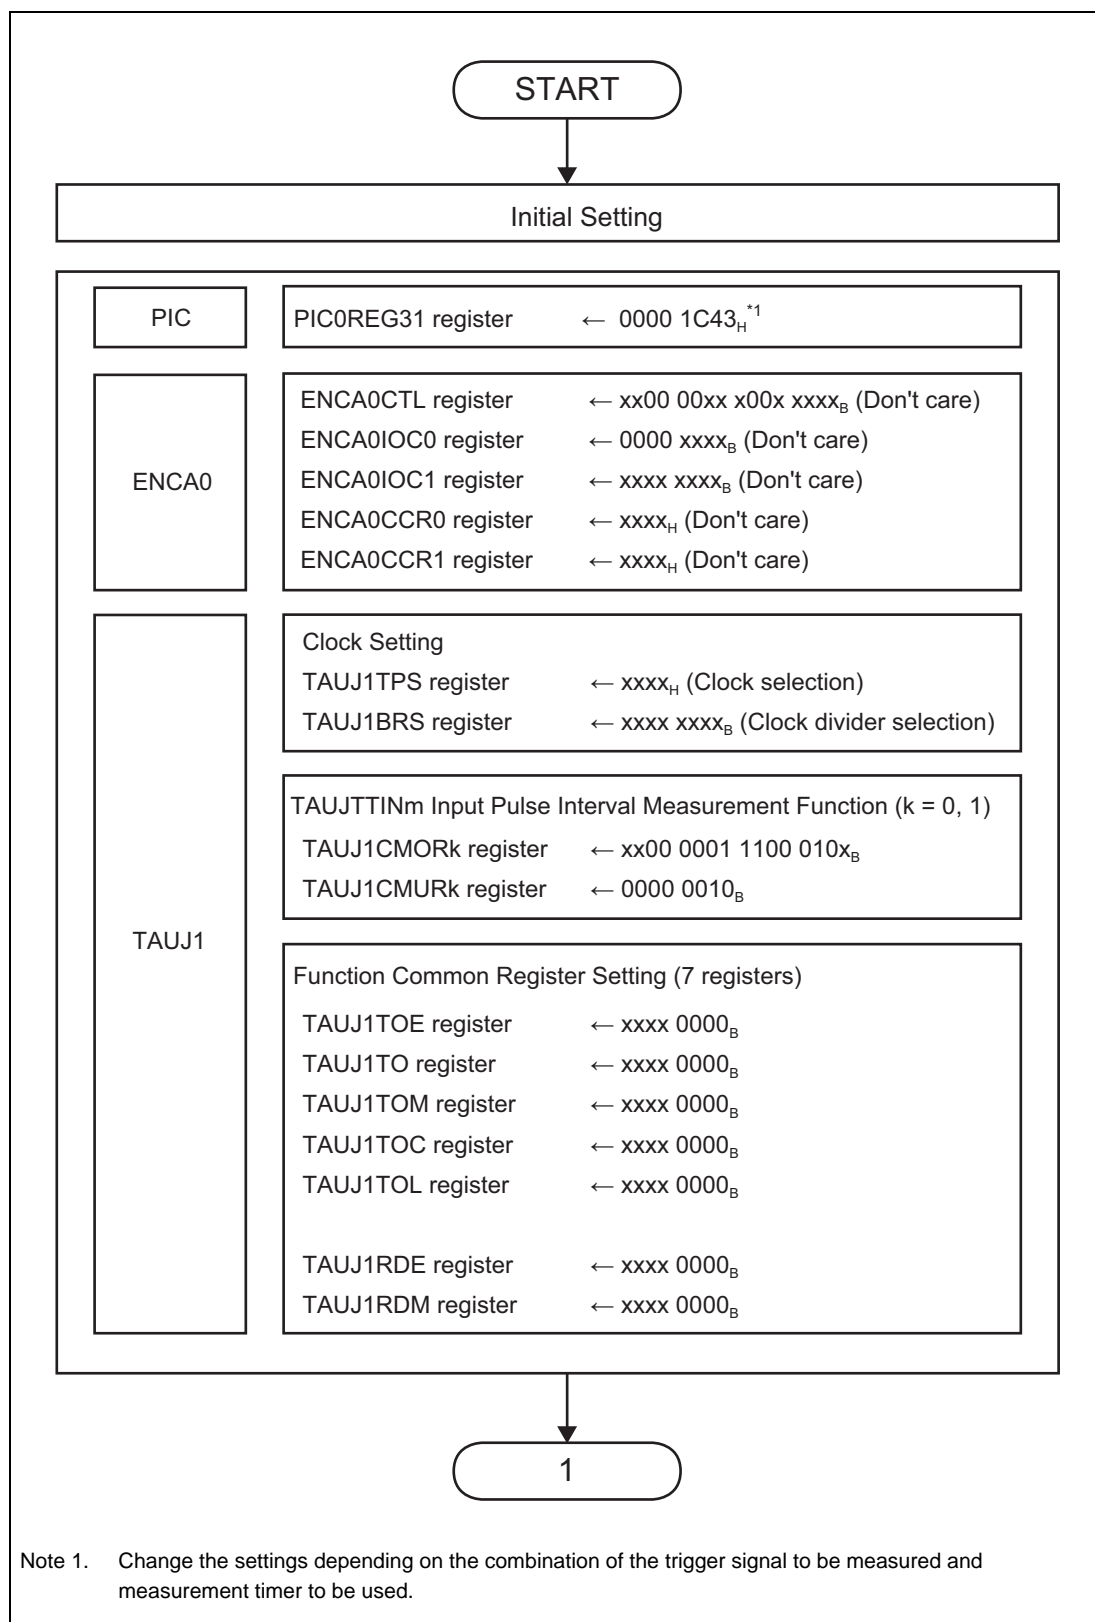 START
Initial Setting
PIC
PIC0REG31 register ← 0000 1C43H*1
ENCA0
ENCA0CTL register ← xx00 00xx x00x xxxxB (Don't care)
ENCA0IOC0 register ← 0000 xxxxB (Don't care)
ENCA0IOC1 register ← xxxx xxxxB (Don't care)
ENCA0CCR0 register ← xxxxH (Don't care)
ENCA0CCR1 register ← xxxxH (Don't care)
TAUJ1
Clock Setting
TAUJ1TPS register ← xxxxH (Clock selection)
TAUJ1BRS register ← xxxx xxxxB (Clock divider selection)
TAUJTTINm Input Pulse Interval Measurement Function (k = 0, 1)
TAUJ1CMORk register ← xx00 0001 1100 010xB
TAUJ1CMURk register ← 0000 0010B
Function Common Register Setting (7 registers)
TAUJ1TOE register ← xxxx 0000B
TAUJ1TO register ← xxxx 0000B
TAUJ1TOM register ← xxxx 0000B
TAUJ1TOC register ← xxxx 0000B
TAUJ1TOL register ← xxxx 0000B
TAUJ1RDE register ← xxxx 0000B
TAUJ1RDM register ← xxxx 0000B
1
Note 1. Change the settings depending on the combination of the trigger signal to be measured and
measurement timer to be used.